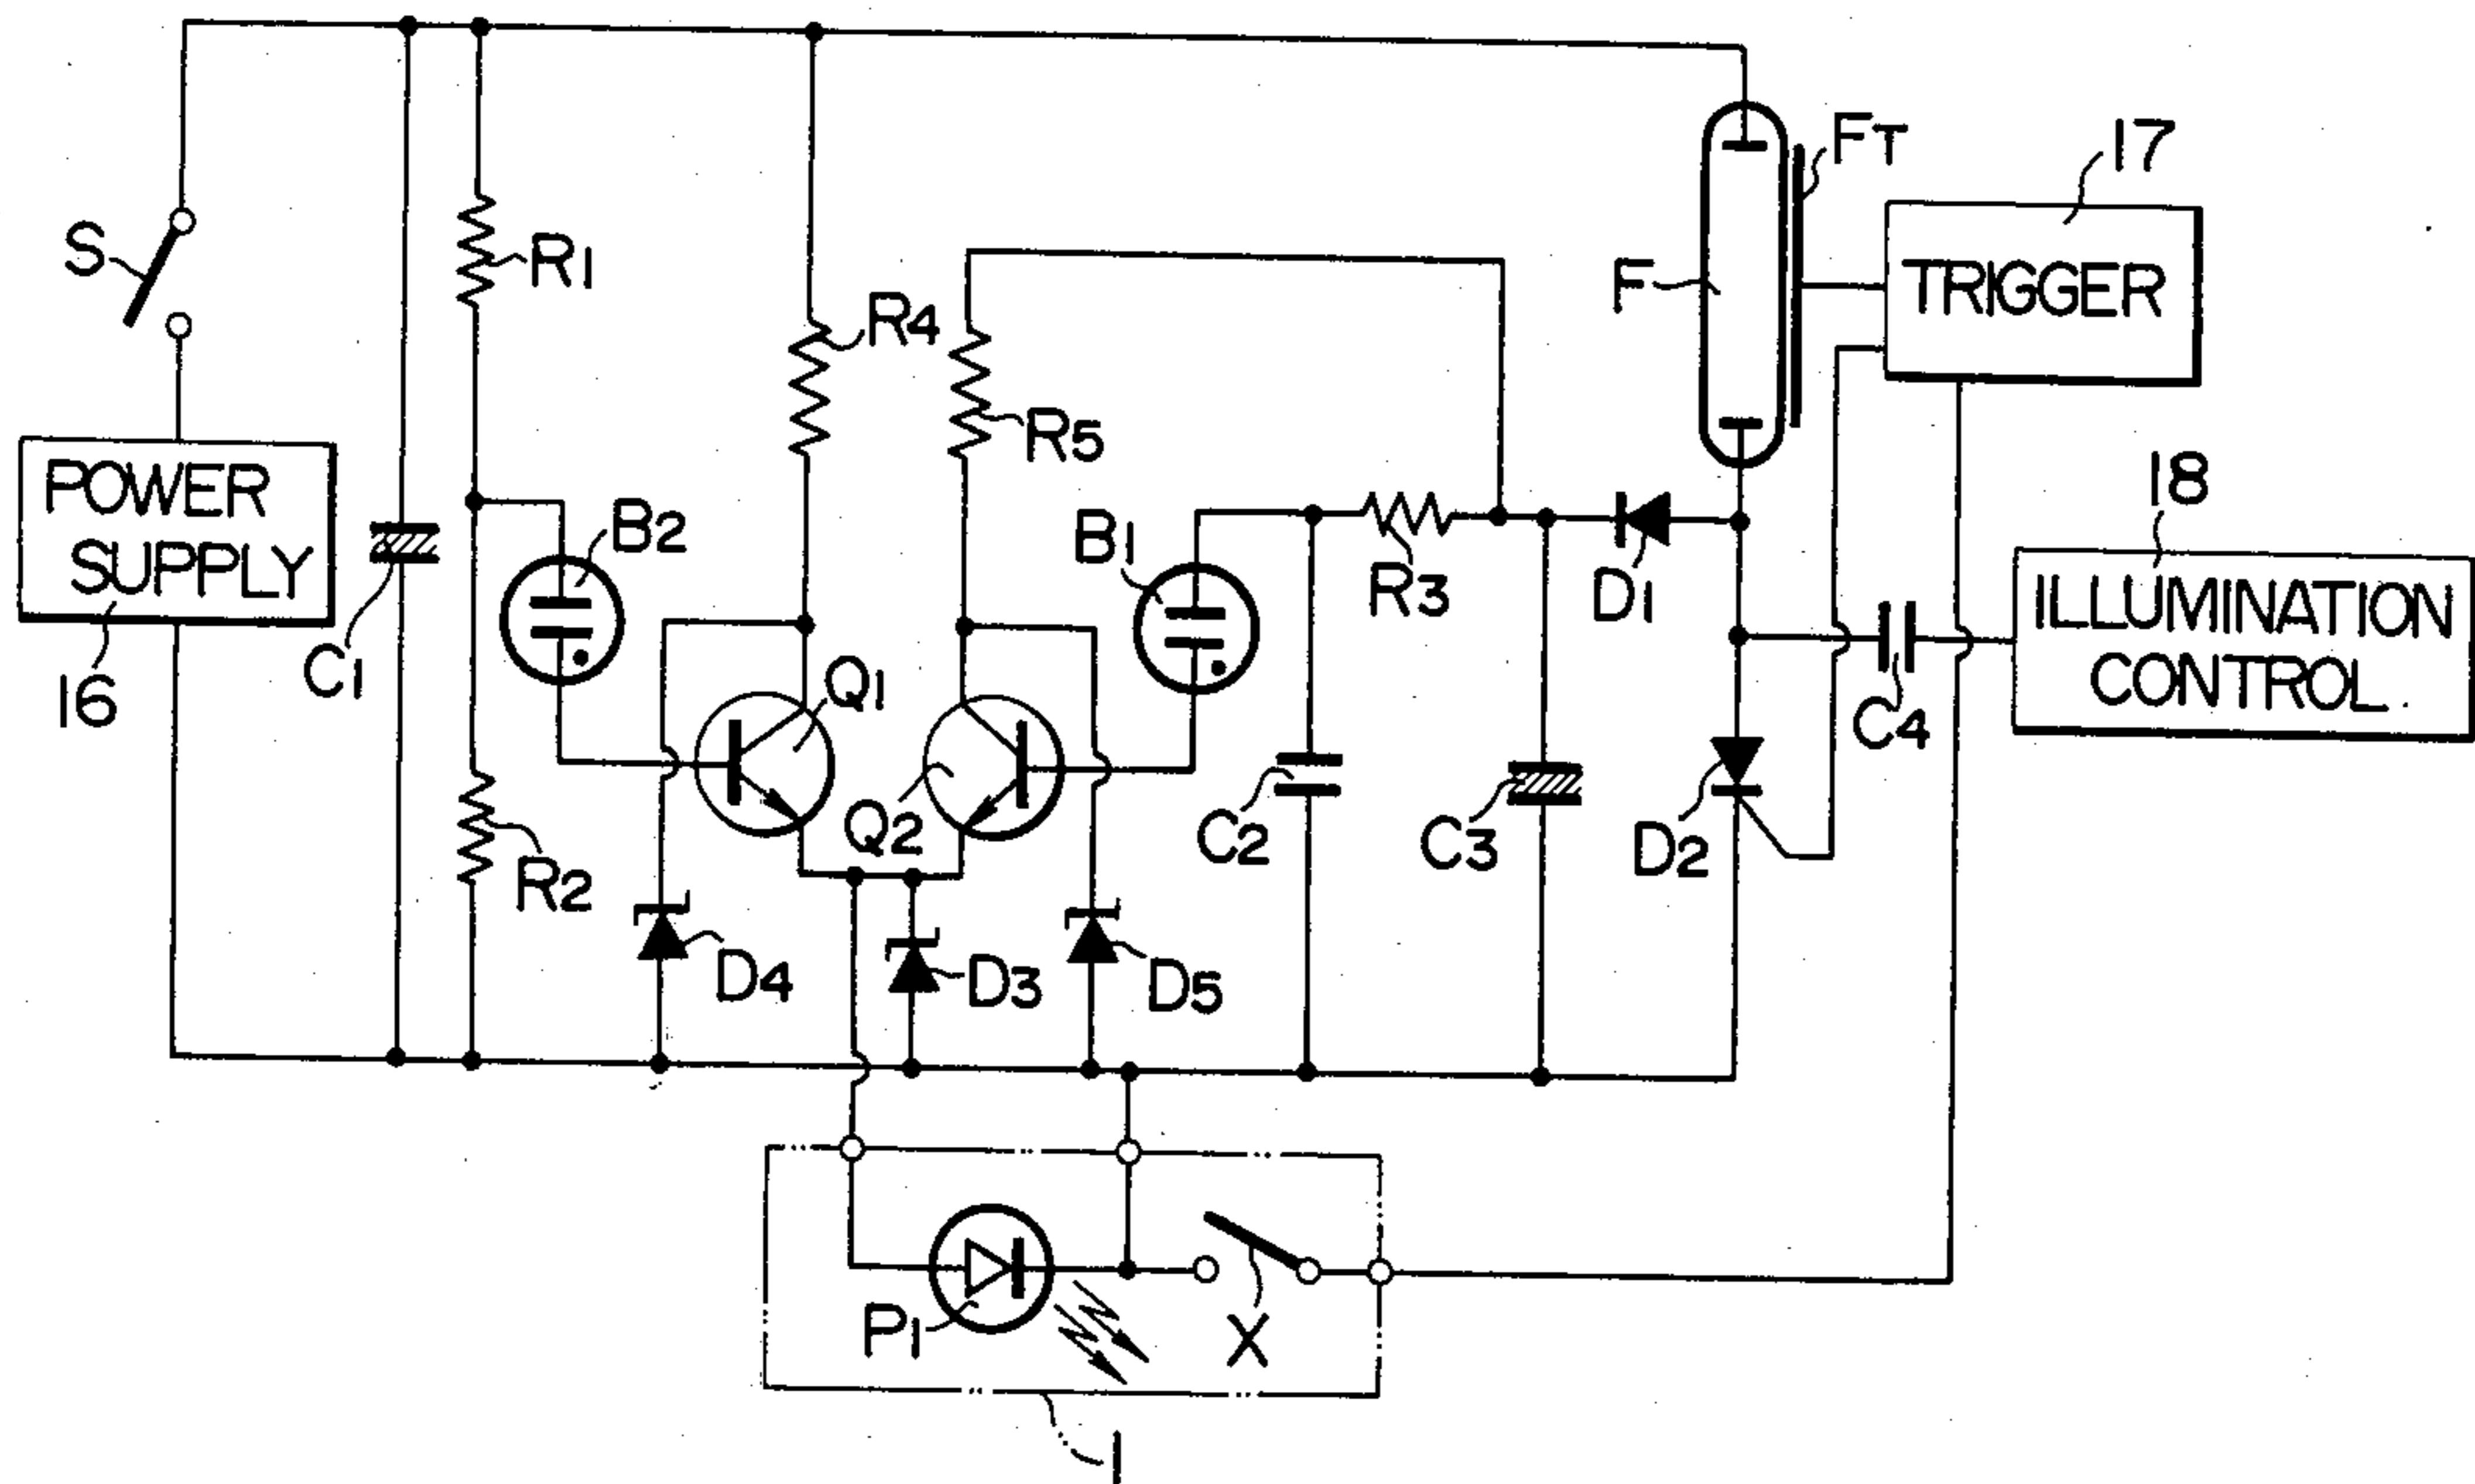 FT
17
S
R1
F
TRIGGER
R4
R5
18
POWER
SUPPLY
B2
B1
R3
D1
ILLUMINATION
CONTROL
16
C1
Q1
C4
Q2
C2
C3
D2
R2
D4
D3
D5
P1
X
1